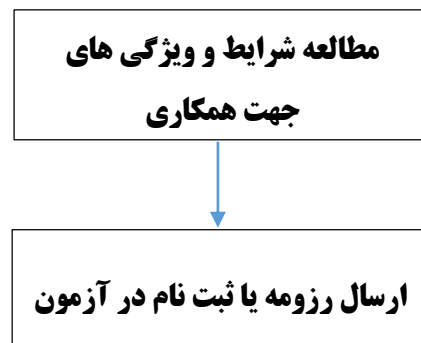 مطالعه شرایط و ویژگی های
جهت همکاری
ارسال رزومه یا ثبت نام در آزمون